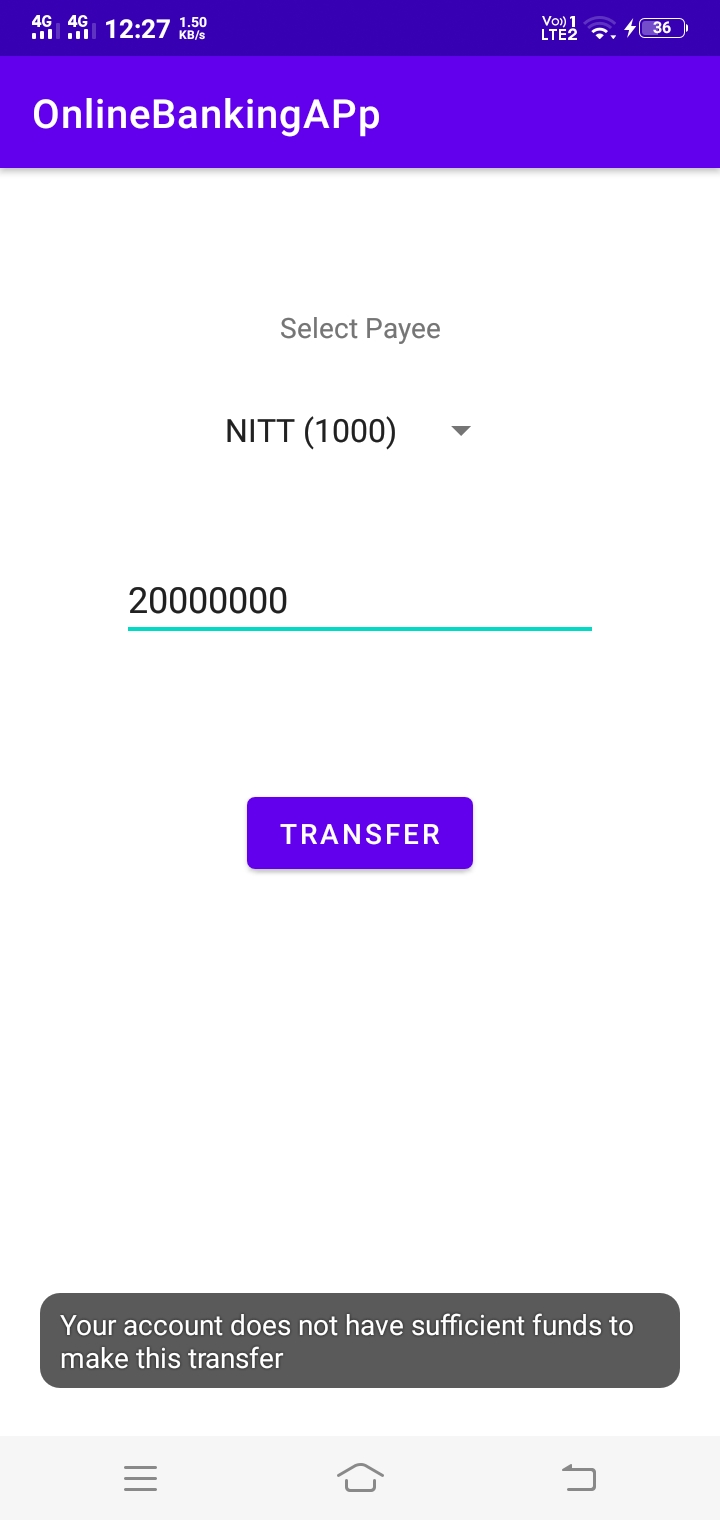 4G 4G 12:27 1.50 KB/s Vo)) 1 LTE2 36
OnlineBankingAPp
Select Payee
NITT (1000)
20000000
TRANSFER
Your account does not have sufficient funds to
make this transfer